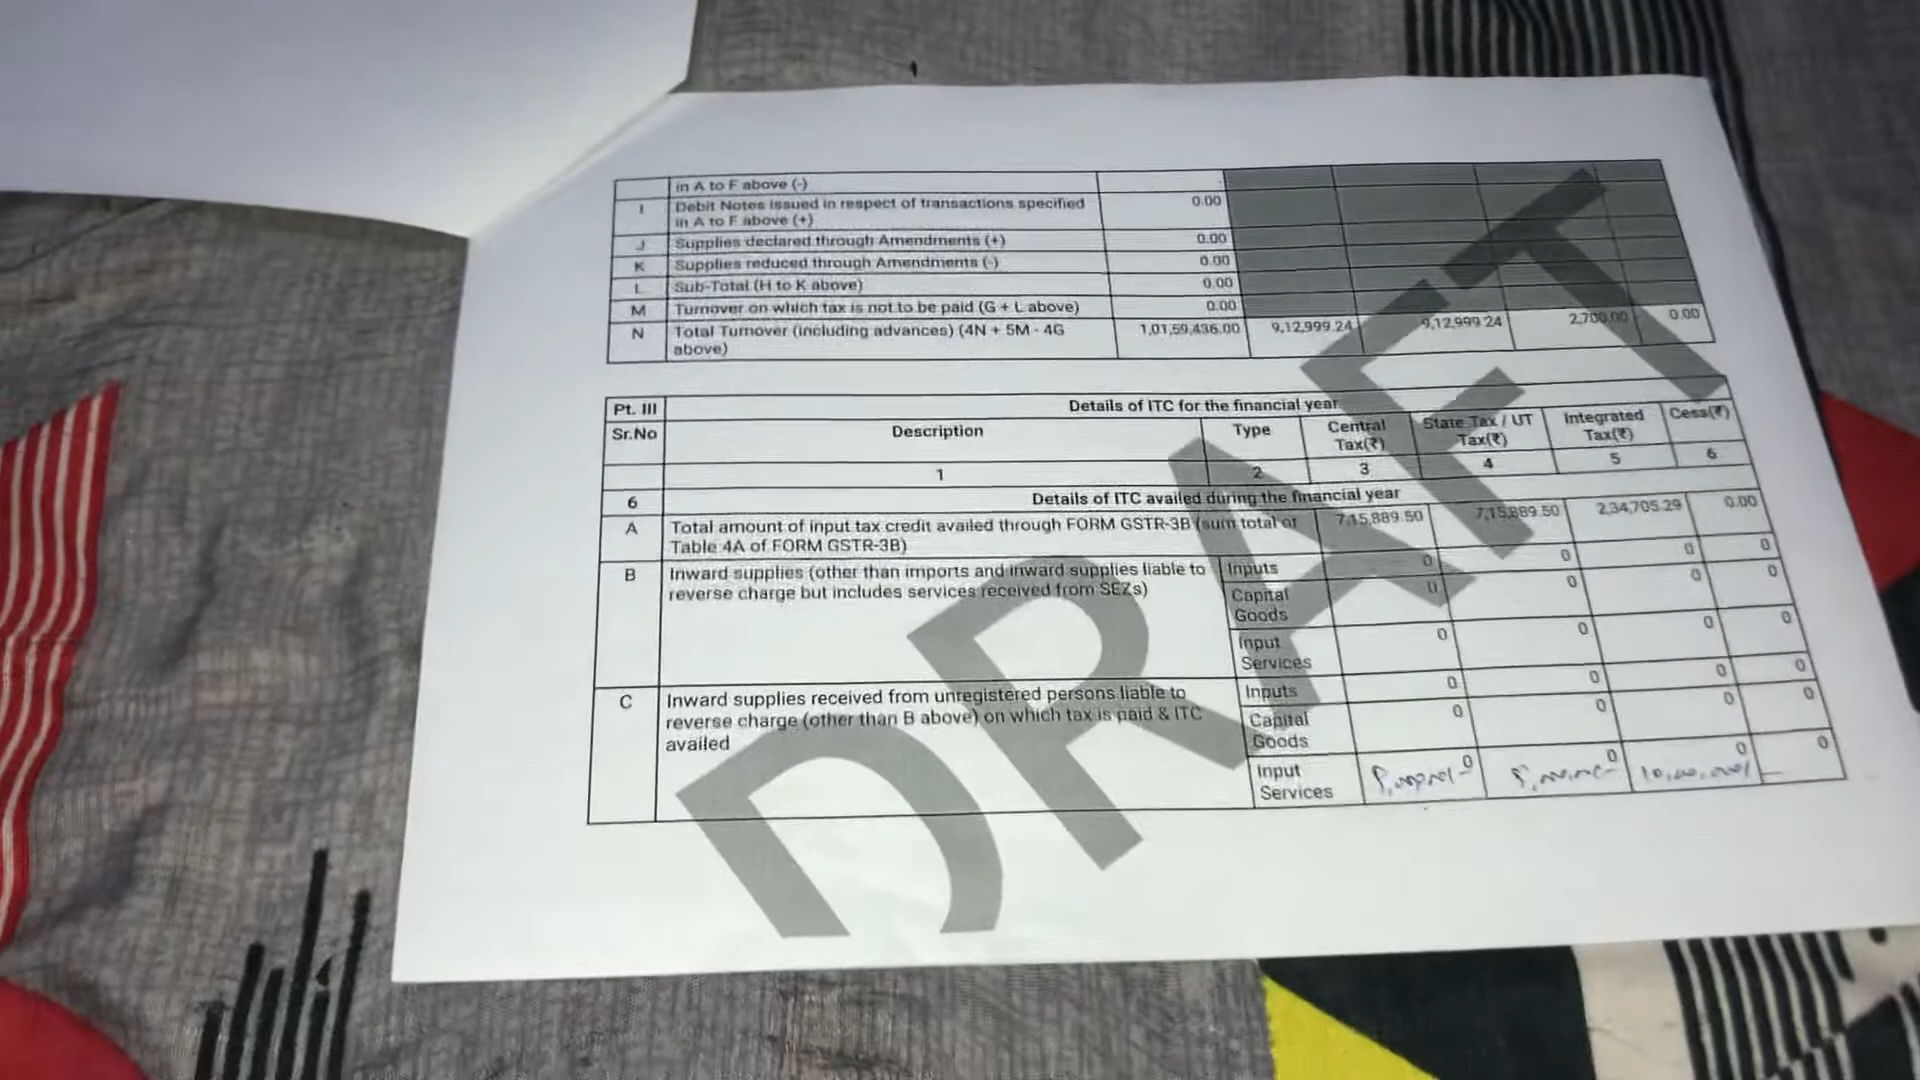 in A to F above (-)
I Debit Notes issued in respect of transactions specified in A to F above (+) 0.00
J Supplies declared through Amendments (+) 0.00
K Supplies reduced through Amendments (-) 0.00
L Sub-Total (H to K above) 0.00
M Turnover on which tax is not to be paid (G + L above) 0.00
N Total Turnover (including advances) (4N + 5M - 4G above) 1,01,59,436.00 9,12,999.24 9,12,999.24 2,700.00 0.00
Pt. III Details of ITC for the financial year
Sr.No Description Type Central Tax(₹) State Tax / UT Tax(₹) Integrated Tax(₹) Cess(₹)
1 2 3 4 5 6
6 Details of ITC availed during the financial year
A Total amount of input tax credit availed through FORM GSTR-3B (sum total of Table 4A of FORM GSTR-3B) 7,15,889.50 7,15,889.50 2,34,705.29 0.00
B Inward supplies (other than imports and inward supplies liable to reverse charge but includes services received from SEZs) Inputs 0 0 0 0
Capital Goods 0 0 0 0
Input Services 0 0 0 0
C Inward supplies received from unregistered persons liable to reverse charge (other than B above) on which tax is paid & ITC availed Inputs 0 0 0 0
Capital Goods 0 0 0 0
Input Services 0 0 0 0
DRAFT